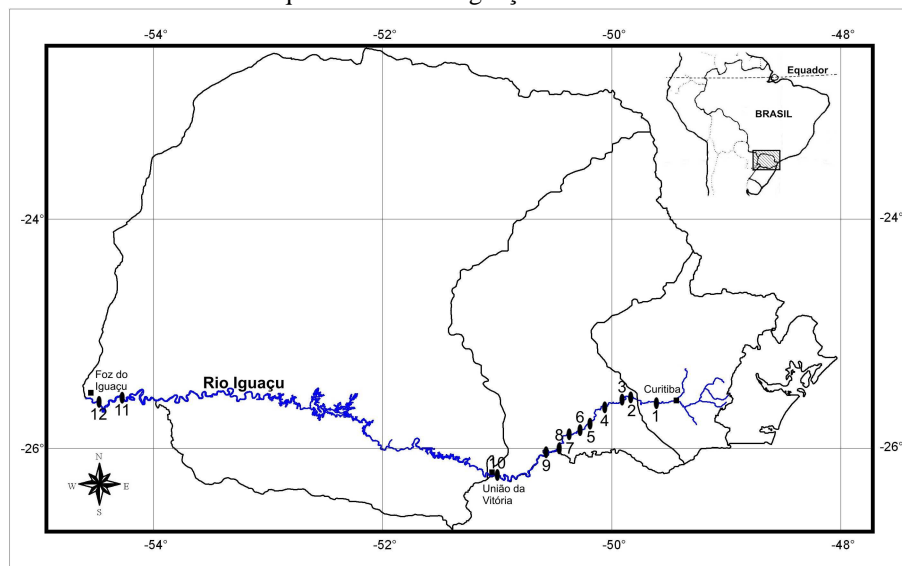 -54°
-52°
-50°
-48°
Equador
BRASIL
-24°
-24°
Foz do
Iguaçu
Rio Iguaçu
Curitiba
12
11
10
9
8
7
6
5
4
3
2
1
União da
Vitória
-26°
-26°
N
W
E
S
-54°
-52°
-50°
-48°